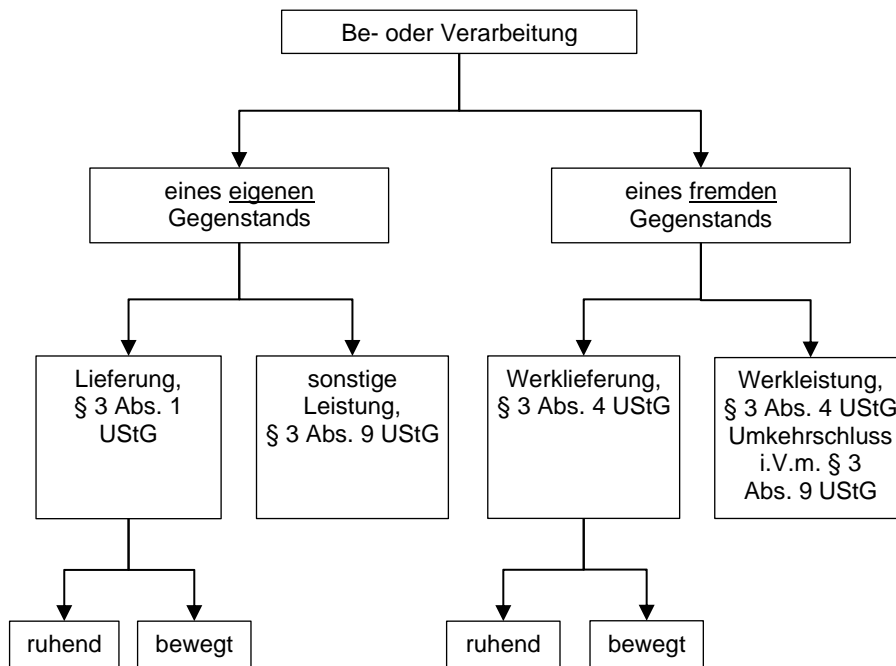 Be- oder Verarbeitung
eines eigenen
Gegenstands
eines fremden
Gegenstands
Lieferung,
§ 3 Abs. 1
UStG
sonstige
Leistung,
§ 3 Abs. 9 UStG
Werklieferung,
§ 3 Abs. 4 UStG
Werkleistung,
§ 3 Abs. 4 UStG
Umkehrschluss
i.V.m. § 3
Abs. 9 UStG
ruhend
bewegt
ruhend
bewegt